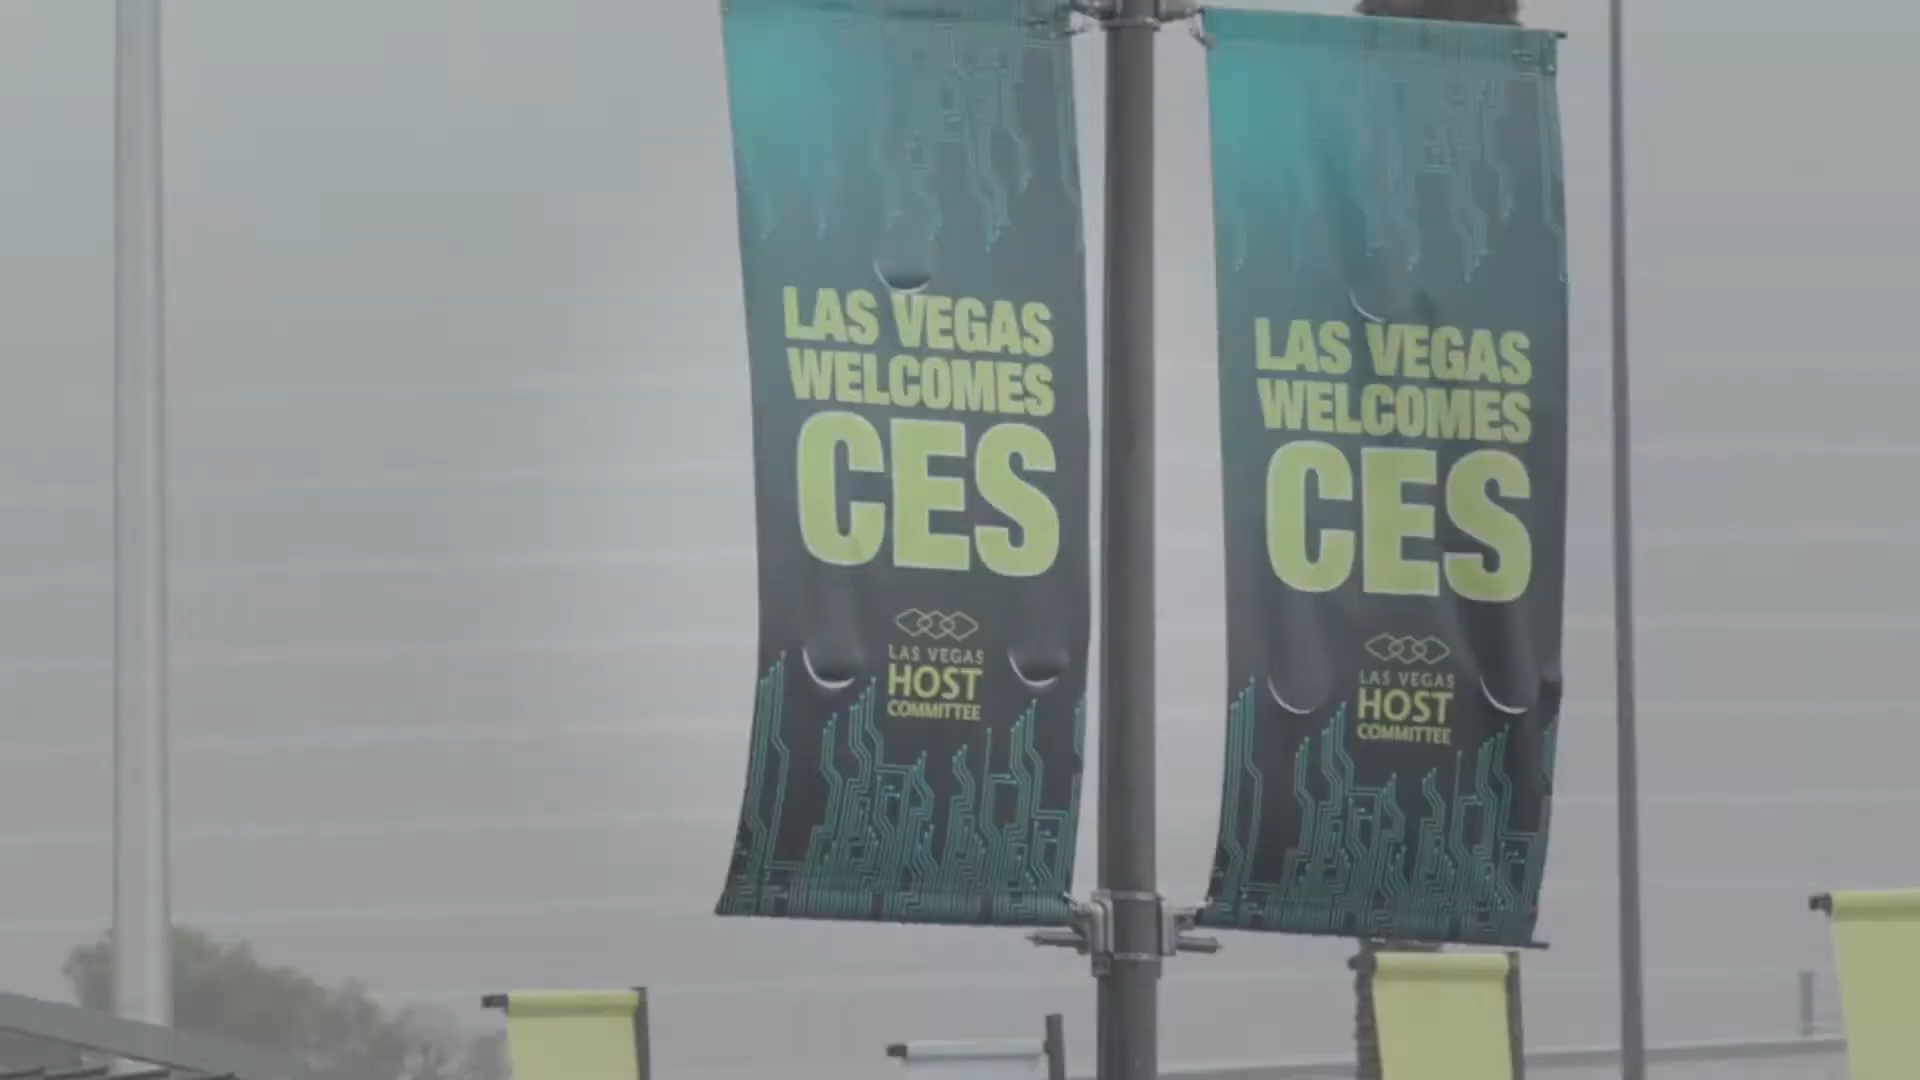 LAS VEGAS
WELCOMES
CES
LAS VEGAS
HOST
COMMITTEE
LAS VEGAS
WELCOMES
CES
LAS VEGAS
HOST
COMMITTEE